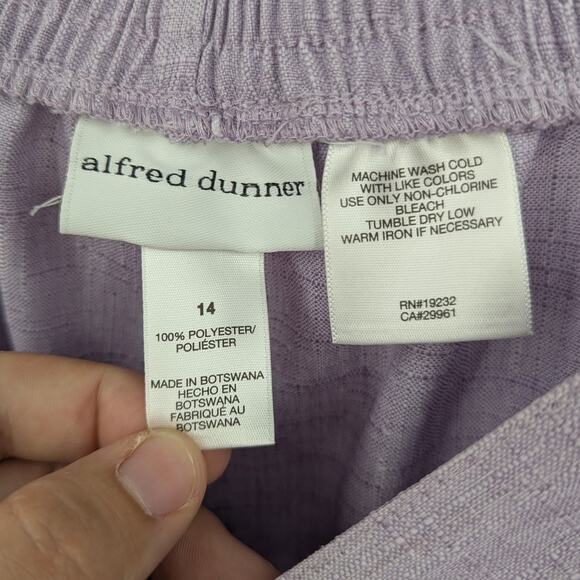 alfred dunner
14
100% POLYESTER/
POLIÉSTER
MADE IN BOTSWANA
HECHO EN
BOTSWANA
FABRIQUÉ AU
BOTSWANA
MACHINE WASH COLD
WITH LIKE COLORS
USE ONLY NON-CHLORINE
BLEACH
TUMBLE DRY LOW
WARM IRON IF NECESSARY
RN#19232
CA#29961